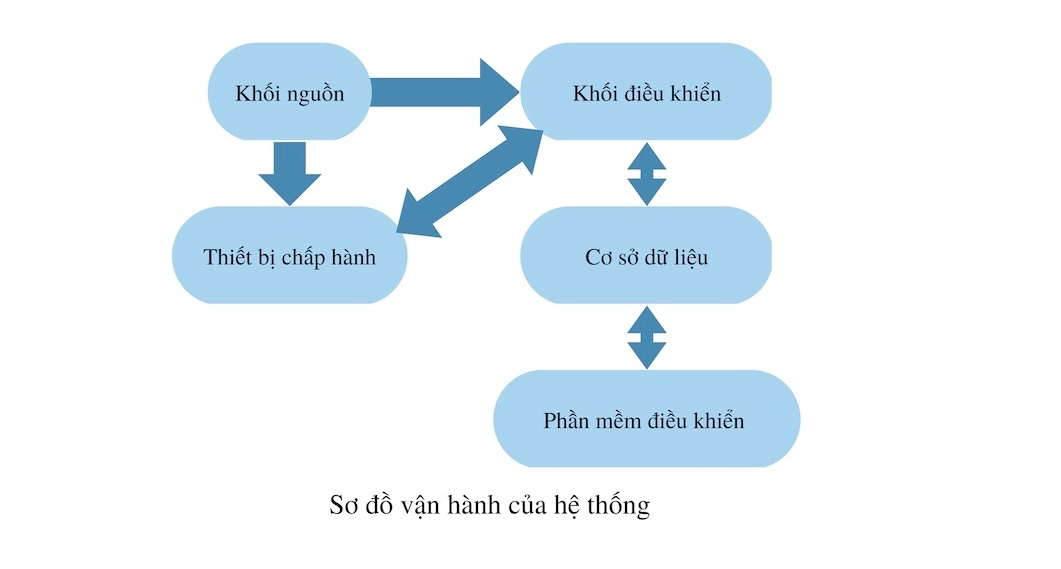 Khối nguồn
Khối điều khiển
Thiết bị chấp hành
Cơ sở dữ liệu
Phần mềm điều khiển
Sơ đồ vận hành của hệ thống